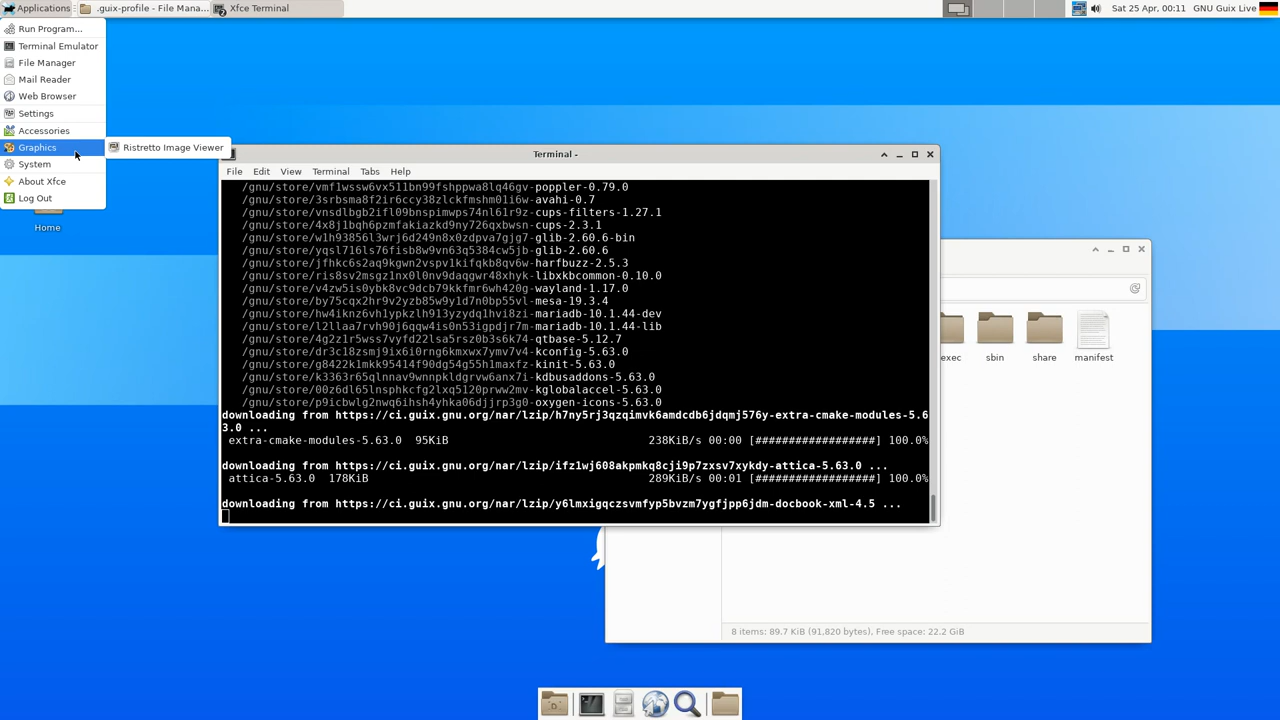 Applications
.guix-profile - File Mana...
Xfce Terminal
Sat 25 Apr, 00:11
GNU Guix Live
Run Program...
Terminal Emulator
File Manager
Mail Reader
Web Browser
Settings
Accessories
Graphics
Ristretto Image Viewer
System
About Xfce
Log Out
Home
Terminal -
File Edit View Terminal Tabs Help
/gnu/store/vmf1wssw6vx511bn99fshppwa8lq46gv-poppler-0.79.0
/gnu/store/3srbsma8f2ir6ccy38zlckfmshm01i6w-avahi-0.7
/gnu/store/vnsdlbgb2ifl09bnspimwps74nl61r9z-cups-filters-1.27.1
/gnu/store/4x8j1bqh6pzmfakiazkd9ny726qxbwsn-cups-2.3.1
/gnu/store/w1h93856l3wrj6d249n8x0zdpva7gjg7-glib-2.60.6-bin
/gnu/store/yqsl716ls76fisb8w9vn63q5384cw5jb-glib-2.60.6
/gnu/store/jfhkc6s2aq9kgwn2vspv1kifqkb8qv6w-harfbuzz-2.5.3
/gnu/store/ris8sv2msgz1nx0l0nv9daqgwr48xhyk-libxkbcommon-0.10.0
/gnu/store/v4zw5is0ybk8vc9dcb79kkfmr6wh420g-wayland-1.17.0
/gnu/store/by75cqx2hr9v2yzb85w9y1d7n0bp55vl-mesa-19.3.4
/gnu/store/hw4iknz6vh1ypkzlh913yzydq1hvi8zi-mariadb-10.1.44-dev
/gnu/store/l2llaa7rvh90j6qqw4is0n53igpdjr7m-mariadb-10.1.44-lib
/gnu/store/4g2z1r5wss7vyfd22lsa5rsz0b3s6k74-qtbase-5.12.7
/gnu/store/dr3c18zsmj9ix6i0rng6kmxwx7ymv7v4-kconfig-5.63.0
/gnu/store/g8422k1mkk95414f90dg54g55h1maxfz-kinit-5.63.0
/gnu/store/k3363r65qlnnav9wnnpkldgrvw6anx7i-kdbusaddons-5.63.0
/gnu/store/00z6dl65lnsphkcfg2lxq5120prww2mv-kglobalaccel-5.63.0
/gnu/store/p9icbwlg2nwq6ihsh4yhka06djjrp3g0-oxygen-icons-5.63.0
downloading from https://ci.guix.gnu.org/nar/lzip/h7ny5rj3qzqimvk6amdcdb6jdqmj576y-extra-cmake-modules-5.6
3.0 ...
extra-cmake-modules-5.63.0 95KiB 238KiB/s 00:00 [##################] 100.0%
downloading from https://ci.guix.gnu.org/nar/lzip/ifz1wj608akpmkq8cji9p7zxsv7xykdy-attica-5.63.0 ...
attica-5.63.0 178KiB 289KiB/s 00:01 [##################] 100.0%
downloading from https://ci.guix.gnu.org/nar/lzip/y6lmxigqczsvmfyp5bvzm7ygfjpp6jdm-docbook-xml-4.5 ...
exec
sbin
share
manifest
8 items: 89.7 KiB (91,820 bytes), Free space: 22.2 GiB